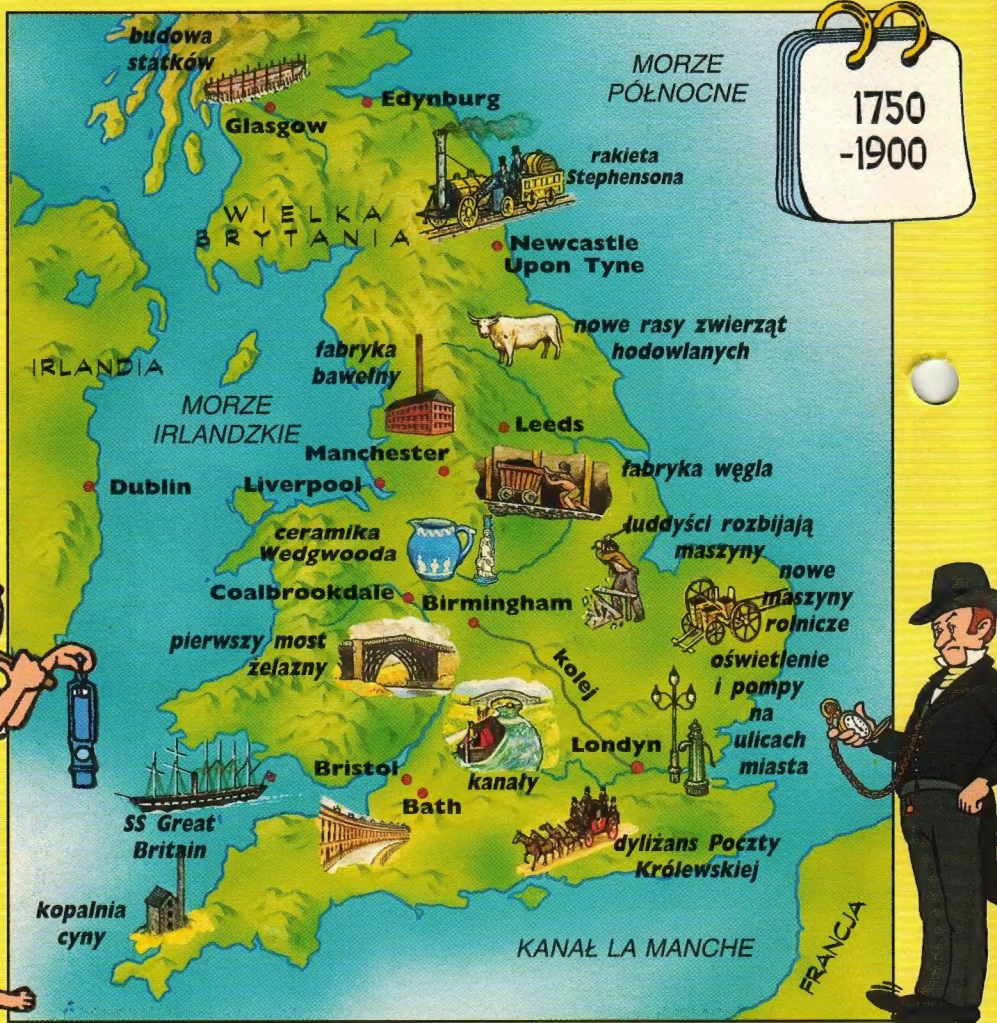 budowa
statków
MORZE
PÓŁNOCNE
1750
-1900
Edynburg
Glasgow
rakieta
Stephensona
WIELKA
BRYTANIA
Newcastle
Upon Tyne
nowe rasy zwierząt
hodowlanych
fabryka
bawełny
IRLANDIA
MORZE
IRLANDZKIE
Leeds
Manchester
Dublin
Liverpool
fabryka węgla
luddyści rozbijają
maszyny
ceramika
Wedgwooda
nowe
maszyny
rolnicze
Coalbrookdale
Birmingham
pierwszy most
żelazny
kolej
oświetlenie
i pompy
na
ulicach
miasta
Londyn
Bristol
kanały
Bath
SS Great
Britain
dyliżans Poczty
Królewskiej
kopalnia
cyny
KANAŁ LA MANCHE
FRANCJA